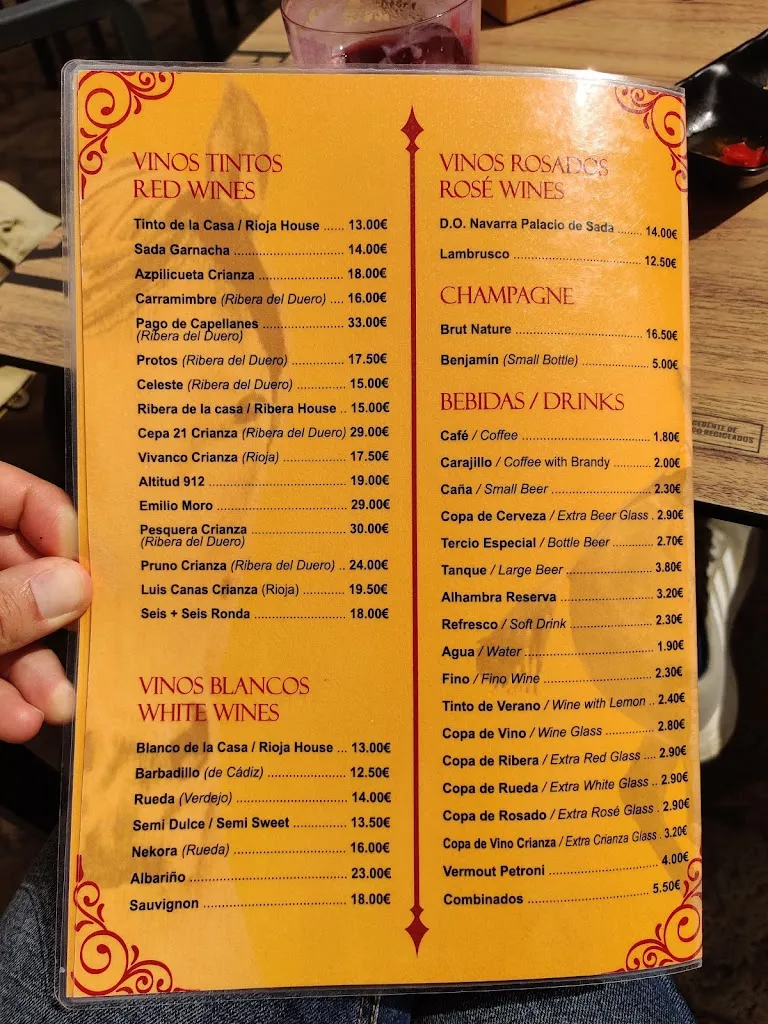 VINOS TINTOS
RED WINES
Tinto de la Casa / Rioja House ...... 13.00€
Sada Garnacha ........................... 14.00€
Azpilicueta Crianza ..................... 18.00€
Carramimbre (Ribera del Duero) .... 16.00€
Pago de Capellanes ..................... 33.00€
(Ribera del Duero)
Protos (Ribera del Duero) ............. 17.50€
Celeste (Ribera del Duero) ............ 15.00€
Ribera de la casa / Ribera House .. 15.00€
Cepa 21 Crianza (Ribera del Duero) 29.00€
Vivanco Crianza (Rioja) ................ 17.50€
Altitud 912 ................................. 19.00€
Emilio Moro ................................ 29.00€
Pesquera Crianza ........................ 30.00€
(Ribera del Duero)
Pruno Crianza (Ribera del Duero) .. 24.00€
Luis Canas Crianza (Rioja) ........... 19.50€
Seis + Seis Ronda ....................... 18.00€
VINOS BLANCOS
WHITE WINES
Blanco de la Casa / Rioja House ... 13.00€
Barbadillo (de Cádiz) ................... 12.50€
Rueda (Verdejo) .......................... 14.00€
Semi Dulce / Semi Sweet .............. 13.50€
Nekora (Rueda) ........................... 16.00€
Albariño ..................................... 23.00€
Sauvignon .................................. 18.00€
VINOS ROSADOS
ROSÉ WINES
D.O. Navarra Palacio de Sada ....... 14.00€
Lambrusco ................................. 12.50€
CHAMPAGNE
Brut Nature ................................ 16.50€
Benjamín (Small Bottle) ................ 5.00€
BEBIDAS / DRINKS
Café / Coffee .............................. 1.80€
Carajillo / Coffee with Brandy .......... 2.00€
Caña / Small Beer ........................ 2.30€
Copa de Cerveza / Extra Beer Glass . 2.90€
Tercio Especial / Bottle Beer ............ 2.70€
Tanque / Large Beer ...................... 3.80€
Alhambra Reserva ........................ 3.20€
Refresco / Soft Drink ..................... 2.30€
Agua / Water ............................... 1.90€
Fino / Fino Wine ........................... 2.30€
Tinto de Verano / Wine with Lemon .. 2.40€
Copa de Vino / Wine Glass .............. 2.80€
Copa de Ribera / Extra Red Glass .... 2.90€
Copa de Rueda / Extra White Glass .. 2.90€
Copa de Rosado / Extra Rosé Glass . 2.90€
Copa de Vino Crianza / Extra Crianza Glass . 3.20€
Vermout Petroni ........................... 4.00€
Combinados ................................ 5.50€